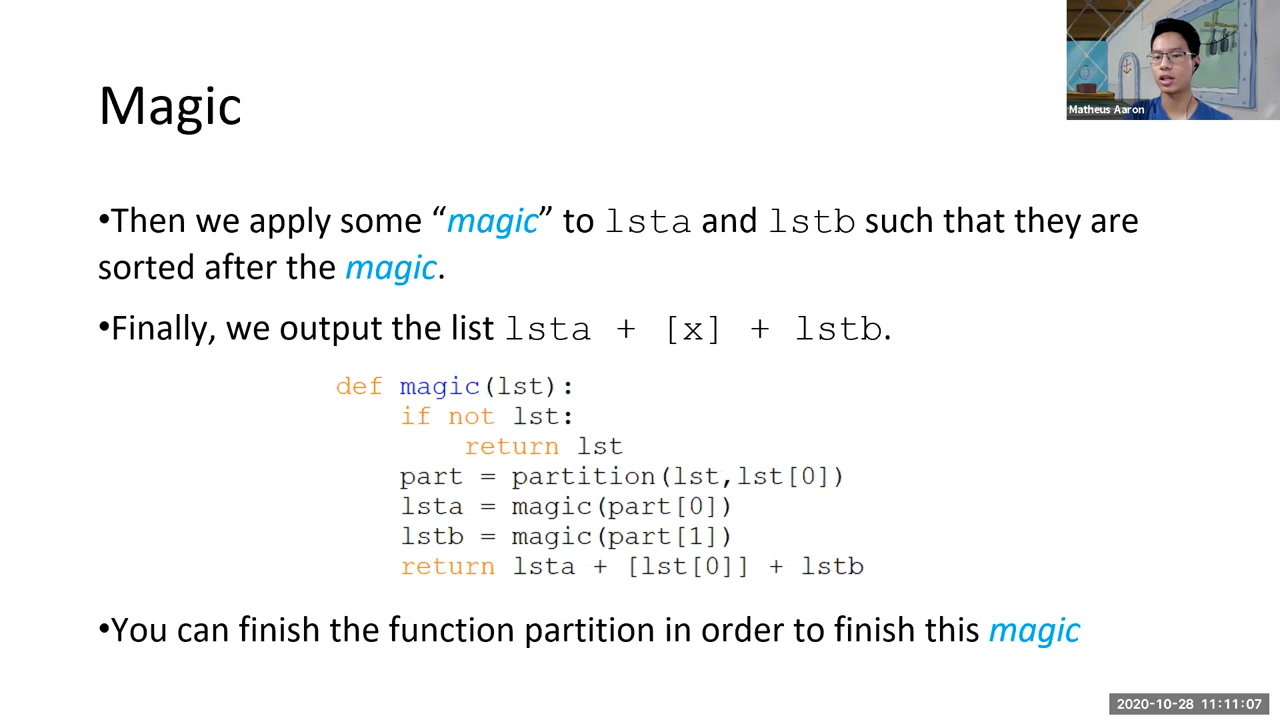 Matheus Aaron
Magic
•Then we apply some “magic” to lsta and lstb such that they are
sorted after the magic.
•Finally, we output the list lsta + [x] + lstb.
def magic(lst):
    if not lst:
        return lst
    part = partition(lst,lst[0])
    lsta = magic(part[0])
    lstb = magic(part[1])
    return lsta + [lst[0]] + lstb
•You can finish the function partition in order to finish this magic
2020-10-28 11:11:07